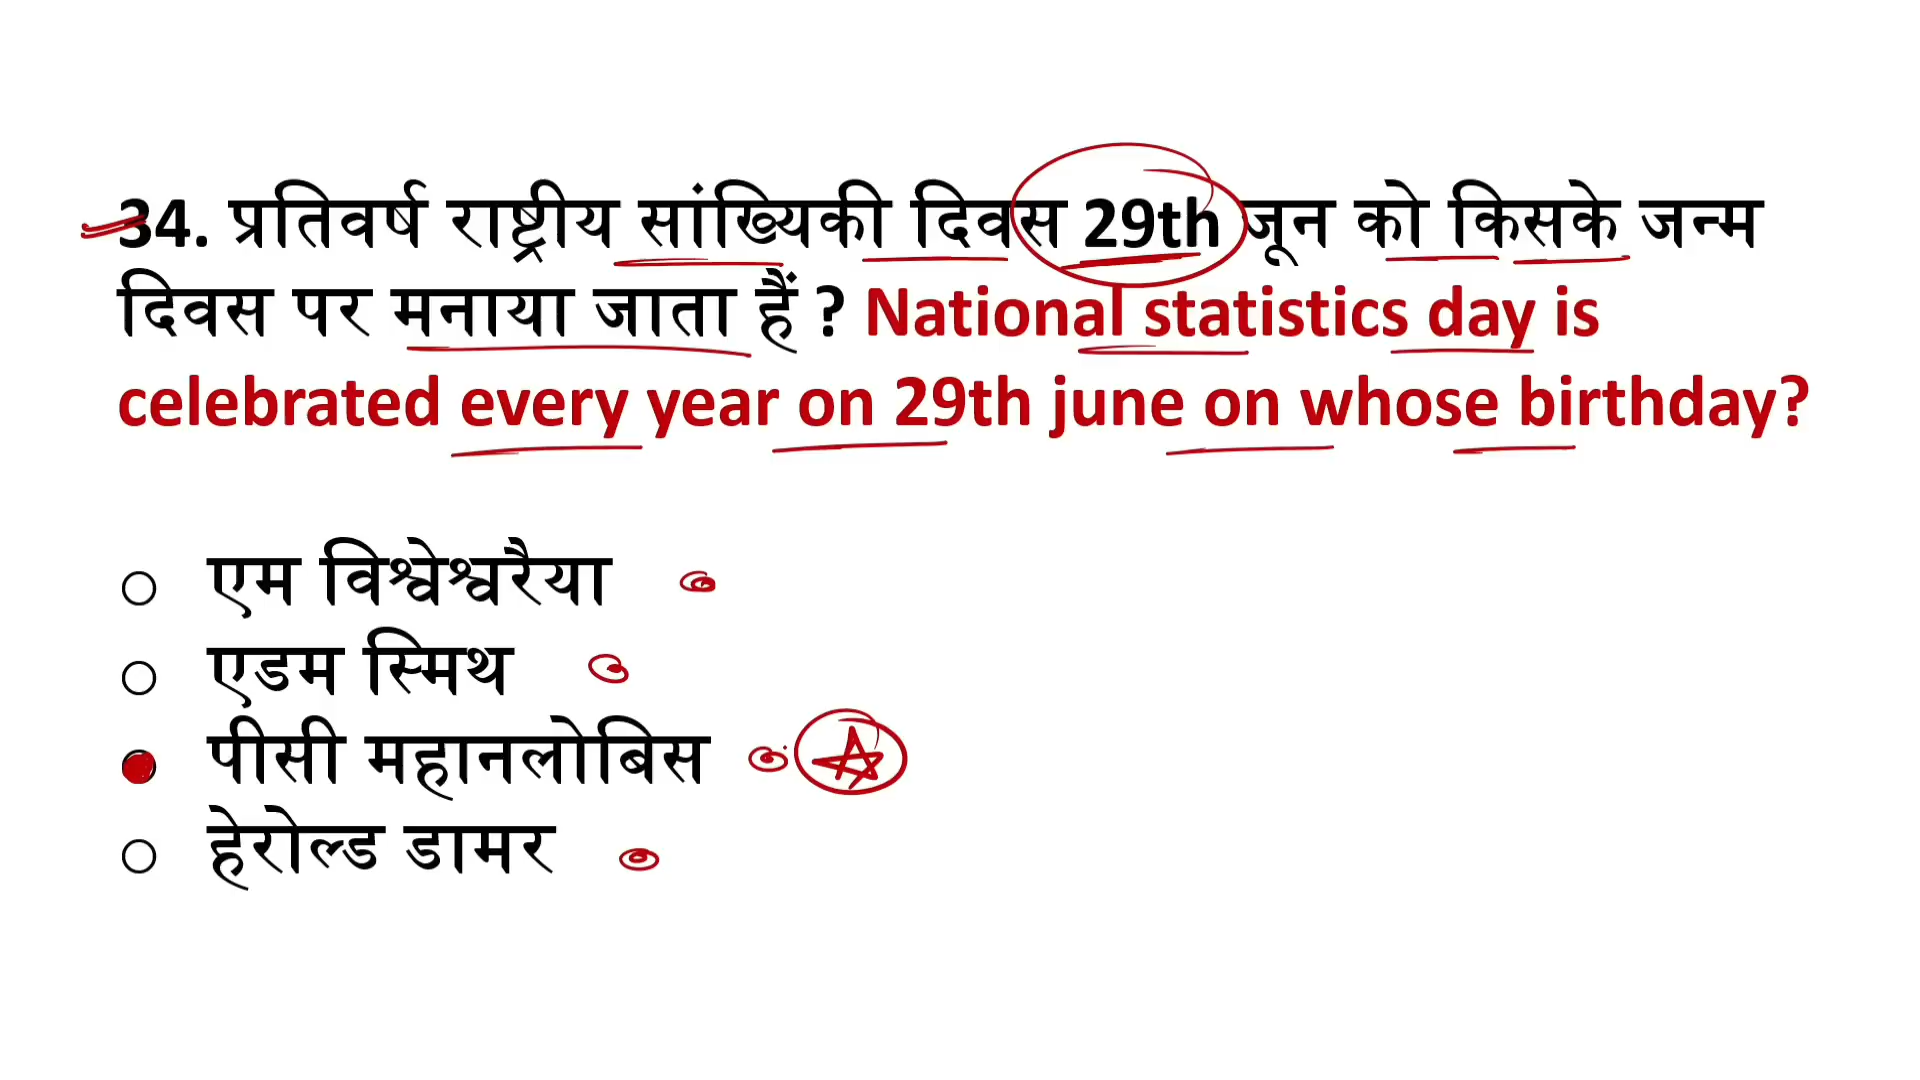 34. प्रतिवर्ष राष्ट्रीय सांख्यिकी दिवस 29th जून को किसके जन्म
दिवस पर मनाया जाता हैं ? National statistics day is
celebrated every year on 29th june on whose birthday?
एम विश्वेश्वरैया
एडम स्मिथ
पीसी महानलोबिस
हेरोल्ड डामर